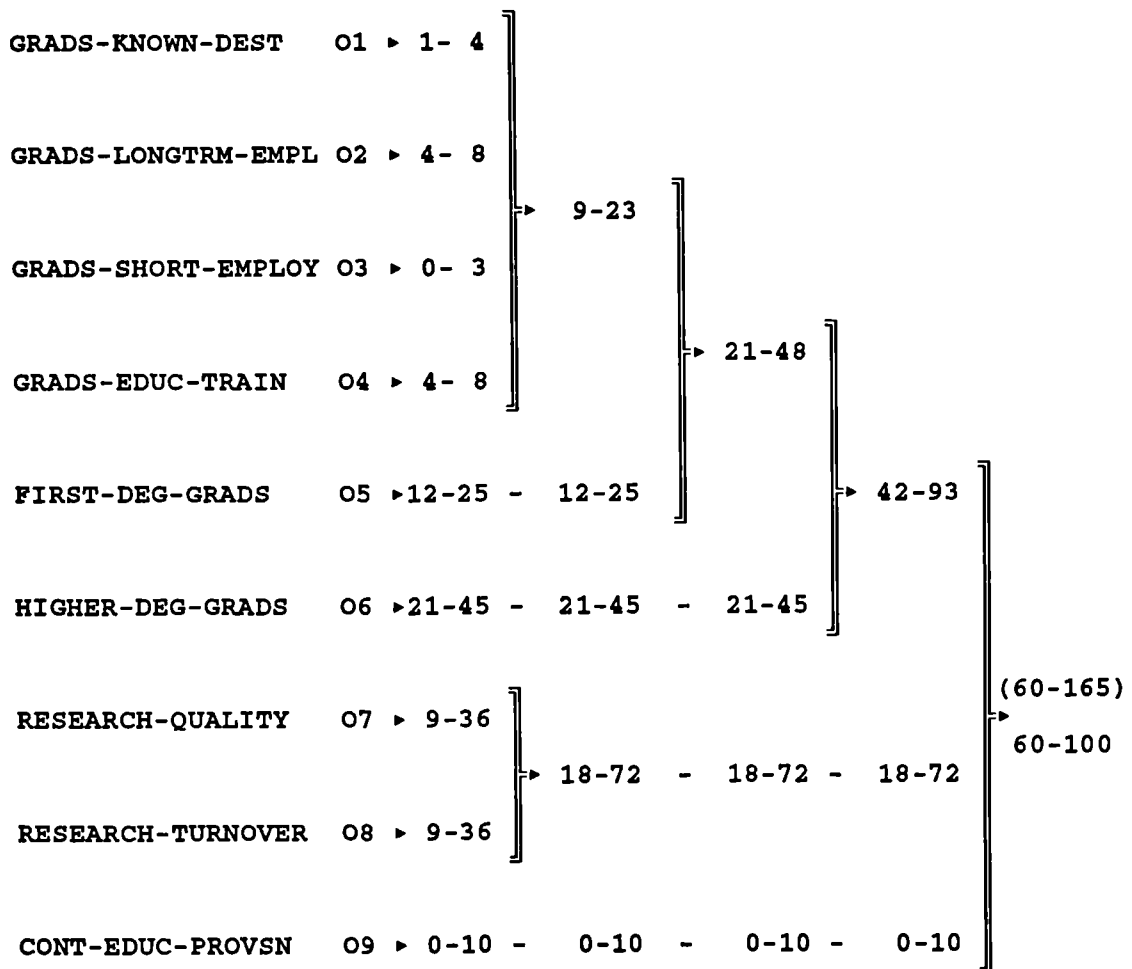 GRADS-KNOWN-DEST O1 ► 1- 4
GRADS-LONGTRM-EMPL O2 ► 4- 8
9-23
GRADS-SHORT-EMPLOY O3 ► 0- 3
21-48
GRADS-EDUC-TRAIN O4 ► 4- 8
FIRST-DEG-GRADS O5 ►12-25 - 12-25
42-93
HIGHER-DEG-GRADS O6 ►21-45 - 21-45 - 21-45
(60-165)
RESEARCH-QUALITY O7 ► 9-36
60-100
18-72 - 18-72 - 18-72
RESEARCH-TURNOVER O8 ► 9-36
CONT-EDUC-PROVSN O9 ► 0-10 - 0-10 - 0-10 - 0-10